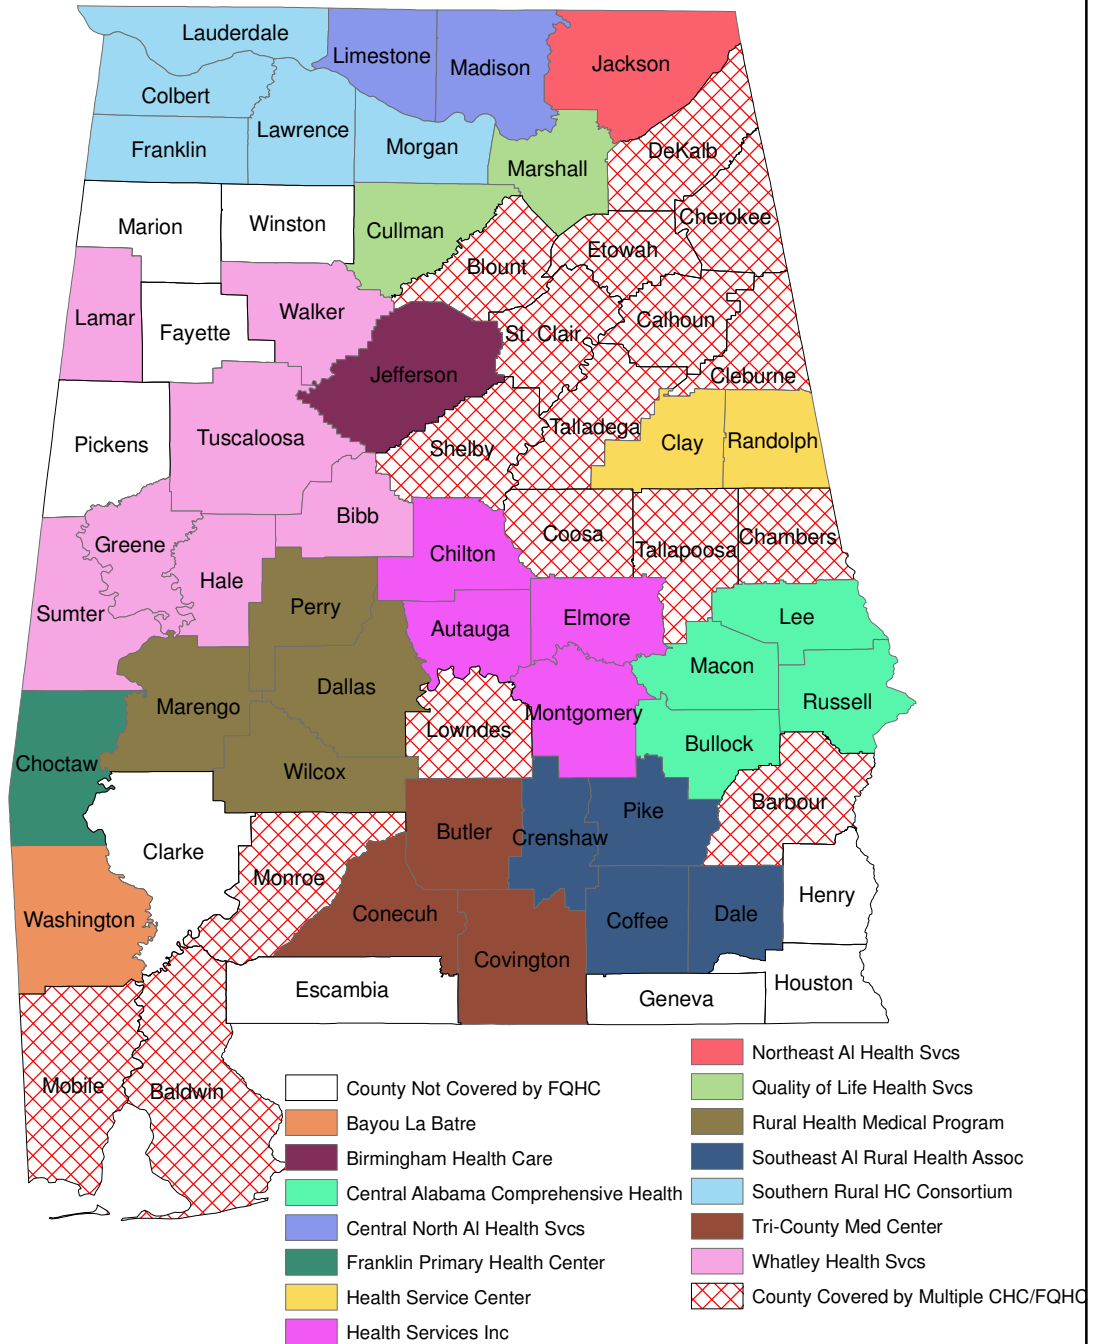 Lauderdale
Limestone
Madison
Jackson
Colbert
Lawrence
Franklin
Morgan
Marshall
DeKalb
Marion
Winston
Cullman
Cherokee
Etowah
Blount
Lamar
Walker
Fayette
St. Clair
Calhoun
Jefferson
Cleburne
Pickens
Tuscaloosa
Shelby
Talladega
Clay
Randolph
Bibb
Greene
Chilton
Coosa
Tallapoosa
Chambers
Hale
Perry
Sumter
Autauga
Elmore
Lee
Macon
Dallas
Marengo
Lowndes
Montgomery
Russell
Bullock
Choctaw
Wilcox
Barbour
Pike
Butler
Crenshaw
Clarke
Monroe
Henry
Washington
Conecuh
Coffee
Dale
Covington
Escambia
Geneva
Houston
Mobile
Baldwin
County Not Covered by FQHC
Bayou La Batre
Birmingham Health Care
Central Alabama Comprehensive Health
Central North Al Health Svcs
Franklin Primary Health Center
Health Service Center
Health Services Inc
Northeast Al Health Svcs
Quality of Life Health Svcs
Rural Health Medical Program
Southeast Al Rural Health Assoc
Southern Rural HC Consortium
Tri-County Med Center
Whatley Health Svcs
County Covered by Multiple CHC/FQHC